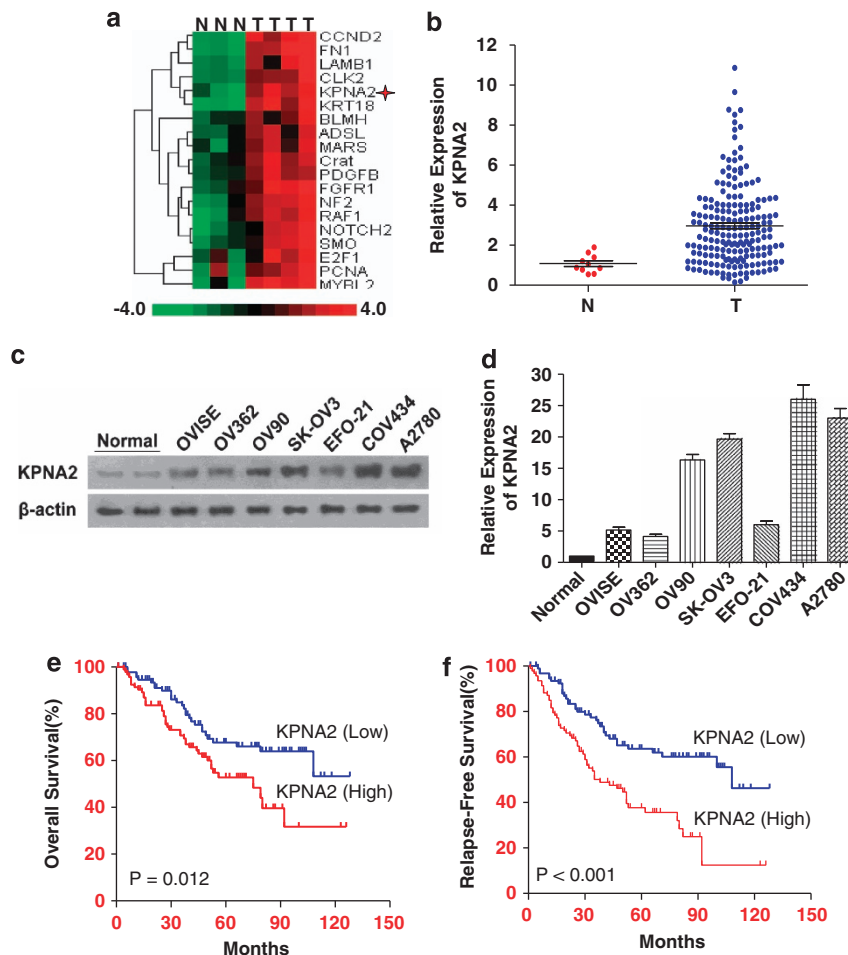 a
N N N T T T T
CCND2
FN1
LAMB1
CLK2
KPNA2
KRT18
BLMH
ADSL
MARS
Crat
PDGFB
FGFR1
NF2
RAF1
NOTCH2
SMO
E2F1
PCNA
MYBL2
-4.0 4.0
b
Relative Expression
of KPNA2
12
10
8
6
4
2
0
N T
c
Normal OVISE OV362 OV90 SK-OV3 EFO-21 COV434 A2780
KPNA2
β-actin
d
Relative Expression
of KPNA2
30
25
20
15
10
5
0
Normal OVISE OV362 OV90 SK-OV3 EFO-21 COV434 A2780
e
Overall Survival(%)
100
80
60
40
20
0
KPNA2 (Low)
KPNA2 (High)
P = 0.012
0 30 60 90 120 150
Months
f
Relapse-Free Survival(%)
100
80
60
40
20
0
KPNA2 (Low)
KPNA2 (High)
P < 0.001
0 30 60 90 120 150
Months